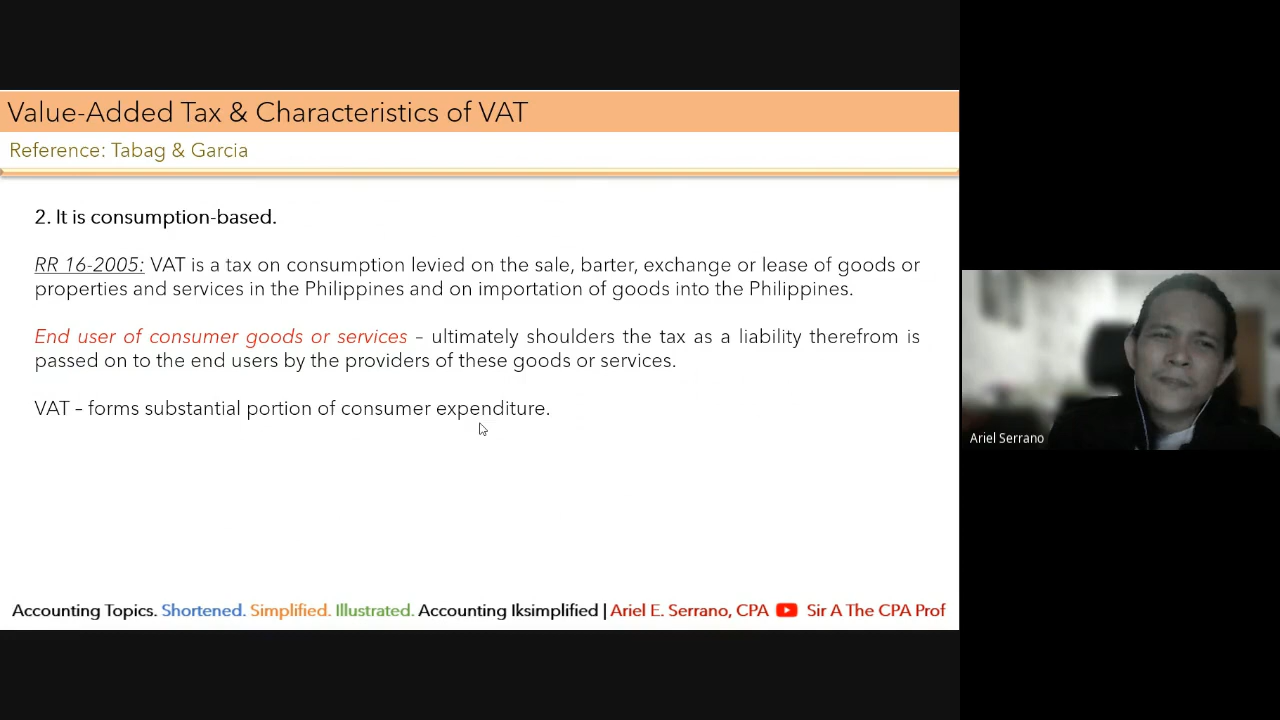 Value-Added Tax & Characteristics of VAT
Reference: Tabag & Garcia
2. It is consumption-based.
RR 16-2005: VAT is a tax on consumption levied on the sale, barter, exchange or lease of goods or
properties and services in the Philippines and on importation of goods into the Philippines.
End user of consumer goods or services – ultimately shoulders the tax as a liability therefrom is
passed on to the end users by the providers of these goods or services.
VAT – forms substantial portion of consumer expenditure.
Ariel Serrano
Accounting Topics. Shortened. Simplified. Illustrated. Accounting Iksimplified | Ariel E. Serrano, CPA Sir A The CPA Prof